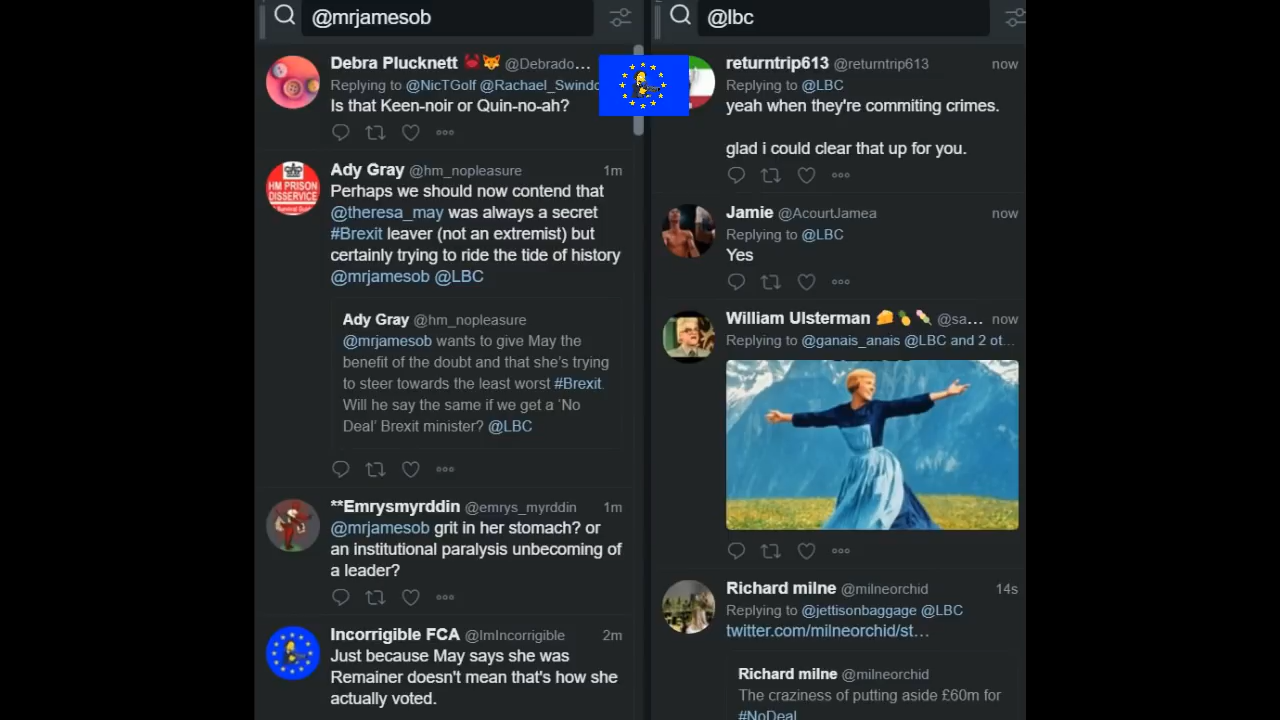 @mrjamesob
Debra Plucknett @Debrado...
Replying to @NicTGolf @Rachael_Swindo
Is that Keen-noir or Quin-no-ah?
Ady Gray @hm_nopleasure 1m
HM PRISON
DISSERVICE
Perhaps we should now contend that
@theresa_may was always a secret
#Brexit leaver (not an extremist) but
certainly trying to ride the tide of history
@mrjamesob @LBC
Ady Gray @hm_nopleasure
@mrjamesob wants to give May the
benefit of the doubt and that she's trying
to steer towards the least worst #Brexit.
Will he say the same if we get a 'No
Deal' Brexit minister? @LBC
**Emrysmyrddin @emrys_myrddin 1m
@mrjamesob grit in her stomach? or
an institutional paralysis unbecoming of
a leader?
Incorrigible FCA @ImIncorrigible 2m
Just because May says she was
Remainer doesn't mean that's how she
actually voted.
@lbc
returntrip613 @returntrip613 now
Replying to @LBC
yeah when they're commiting crimes.
glad i could clear that up for you.
Jamie @AcourtJamea now
Replying to @LBC
Yes
William Ulsterman @sa... now
Replying to @ganais_anais @LBC and 2 ot...
Richard milne @milneorchid 14s
Replying to @jettisonbaggage @LBC
twitter.com/milneorchid/st...
Richard milne @milneorchid
The craziness of putting aside £60m for
#NoDeal